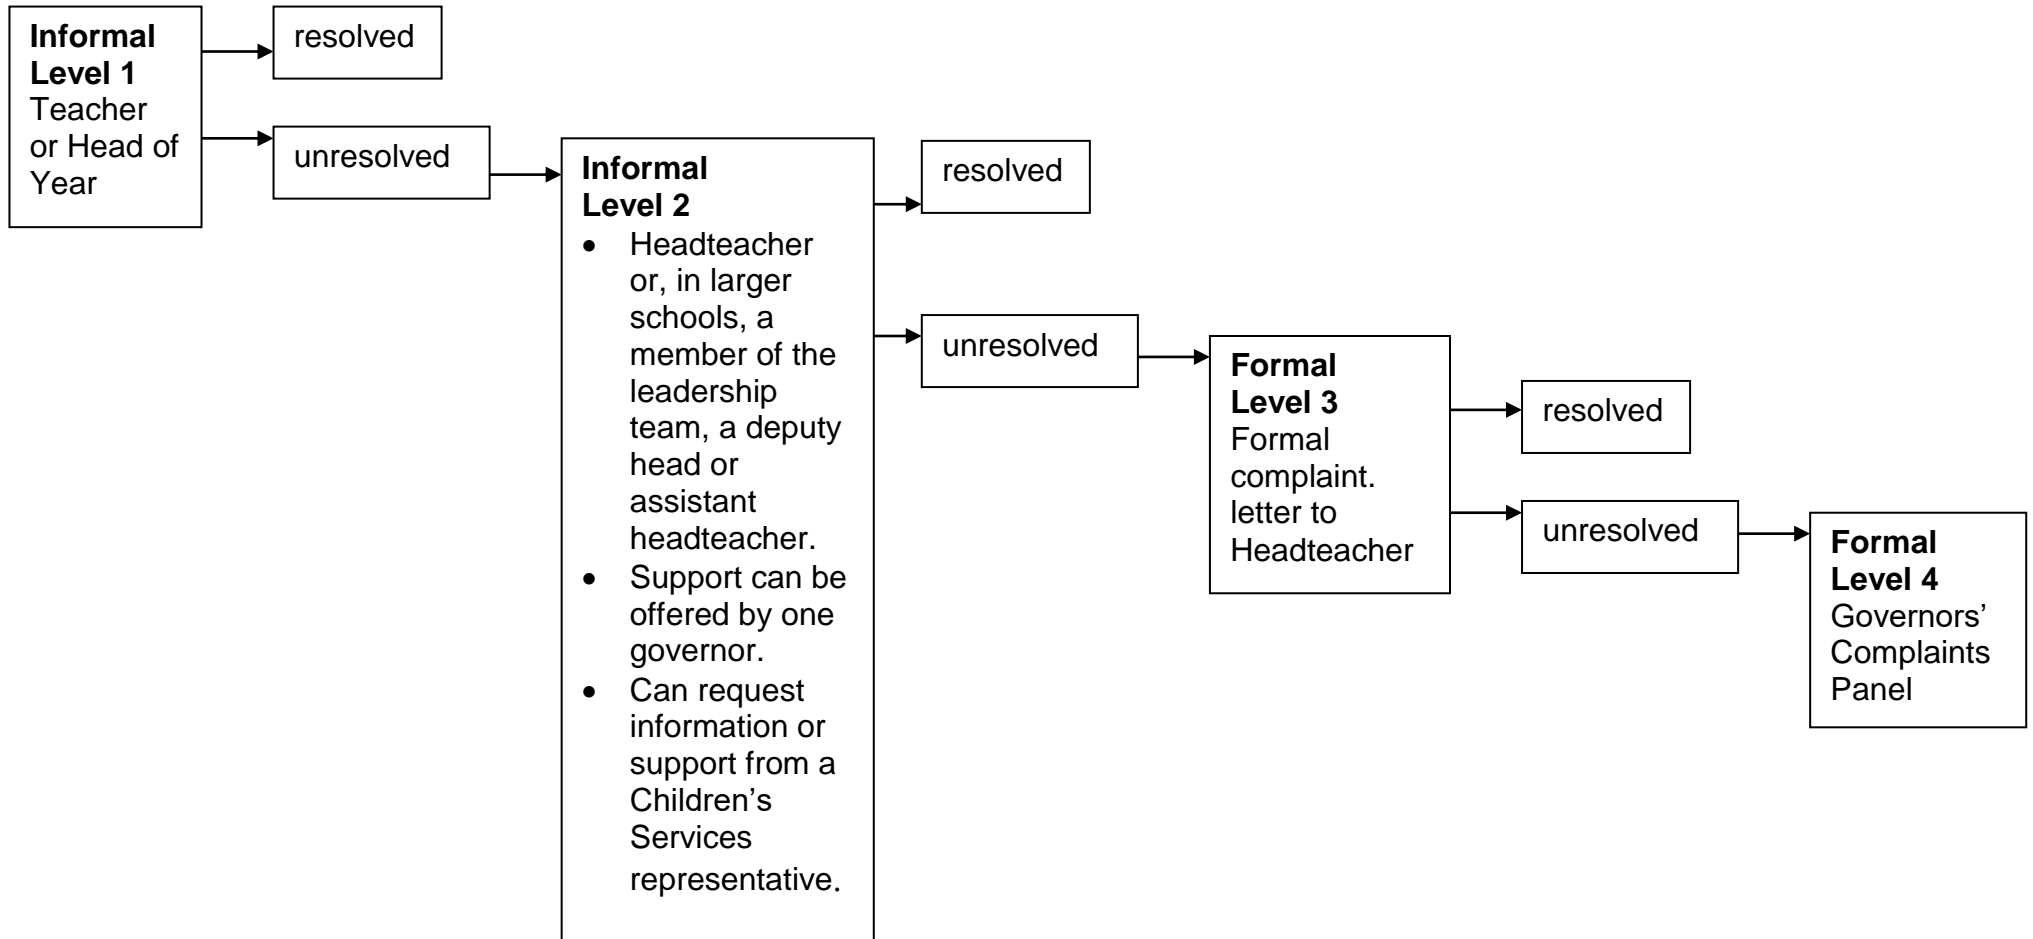 Informal
Level 1
Teacher
or Head of
Year
resolved
unresolved
Informal
Level 2
• Headteacher
or, in larger
schools, a
member of the
leadership
team, a deputy
head or
assistant
headteacher.
• Support can be
offered by one
governor.
• Can request
information or
support from a
Children’s
Services
representative.
resolved
unresolved
Formal
Level 3
Formal
complaint.
letter to
Headteacher
resolved
unresolved
Formal
Level 4
Governors’
Complaints
Panel